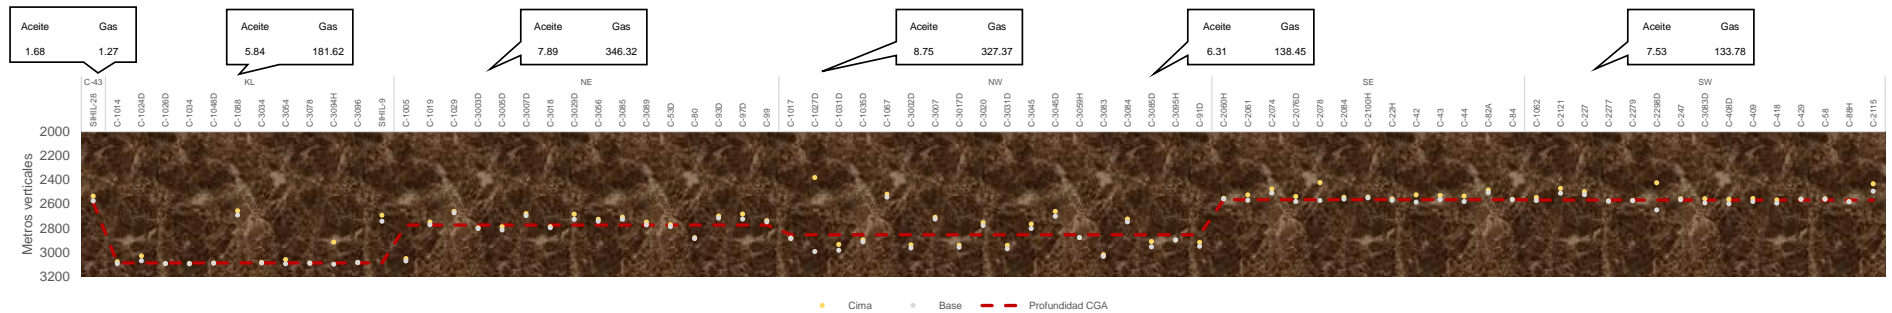 Aceite Gas
1.68 1.27
Aceite Gas
5.84 181.62
Aceite Gas
7.89 346.32
Aceite Gas
8.75 327.37
Aceite Gas
6.31 138.45
Aceite Gas
7.53 133.78
C-43 KL NE NW SE SW
SIHIL-28
C-1014
C-1024D
C-1026D
C-1034
C-1048D
C-1088
C-3034
C-3054
C-3078
C-3094H
C-3096
SIHIL-9
C-1005
C-1019
C-1029
C-3003D
C-3005D
C-3007D
C-3018
C-3029D
C-3056
C-3085
C-3089
C-53D
C-80
C-93D
C-97D
C-99
C-1017
C-1027D
C-1031D
C-1035D
C-1067
C-3002D
C-3007
C-3017D
C-3020
C-3031D
C-3045
C-3045D
C-3059H
C-3083
C-3084
C-3085D
C-3095H
C-91D
C-2060H
C-2061
C-2074
C-2076D
C-2078
C-2084
C-2100H
C-22H
C-42
C-43
C-44
C-82A
C-84
C-1062
C-2121
C-227
C-2277
C-2279
C-2298D
C-247
C-3083D
C-4008D
C-409
C-418
C-429
C-58
C-88H
C-2115
Metros verticales
2000
2200
2400
2600
2800
3000
3200
Cima Base Profundidad CGA